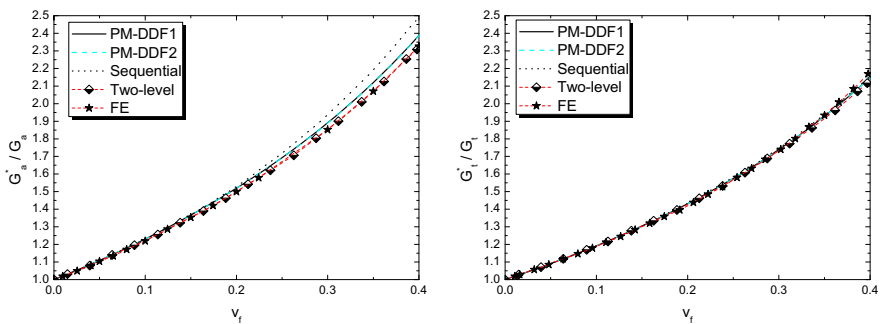 2.5
2.4
2.3
2.2
2.1
2.0
1.9
1.8
1.7
1.6
1.5
1.4
1.3
1.2
1.1
1.0
G*a / Ga
PM-DDF1
PM-DDF2
Sequential
Two-level
FE
0.0 0.1 0.2 0.3 0.4
vf
2.5
2.4
2.3
2.2
2.1
2.0
1.9
1.8
1.7
1.6
1.5
1.4
1.3
1.2
1.1
1.0
G*t / Gt
PM-DDF1
PM-DDF2
Sequential
Two-level
FE
0.0 0.1 0.2 0.3 0.4
vf